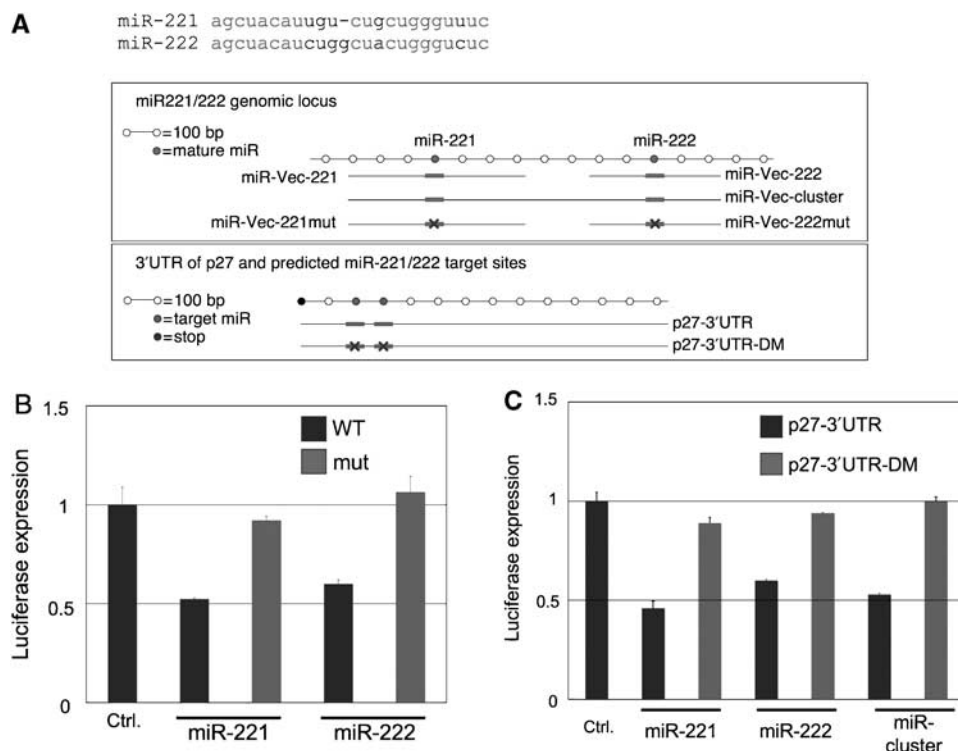 A
miR-221 agcuacauugu-cugcuggguuuc
miR-222 agcuacaucuggcuacugggucuc
miR221/222 genomic locus
=100 bp
=mature miR
miR-221
miR-222
miR-Vec-221
miR-Vec-222
miR-Vec-cluster
miR-Vec-221mut
miR-Vec-222mut
3′UTR of p27 and predicted miR-221/222 target sites
=100 bp
=target miR
=stop
p27-3′UTR
p27-3′UTR-DM
B
1.5
1
0.5
0
Luciferase expression
WT
mut
Ctrl.
miR-221
miR-222
C
1.5
1
0.5
0
Luciferase expression
p27-3′UTR
p27-3′UTR-DM
Ctrl.
miR-221
miR-222
miR-
cluster